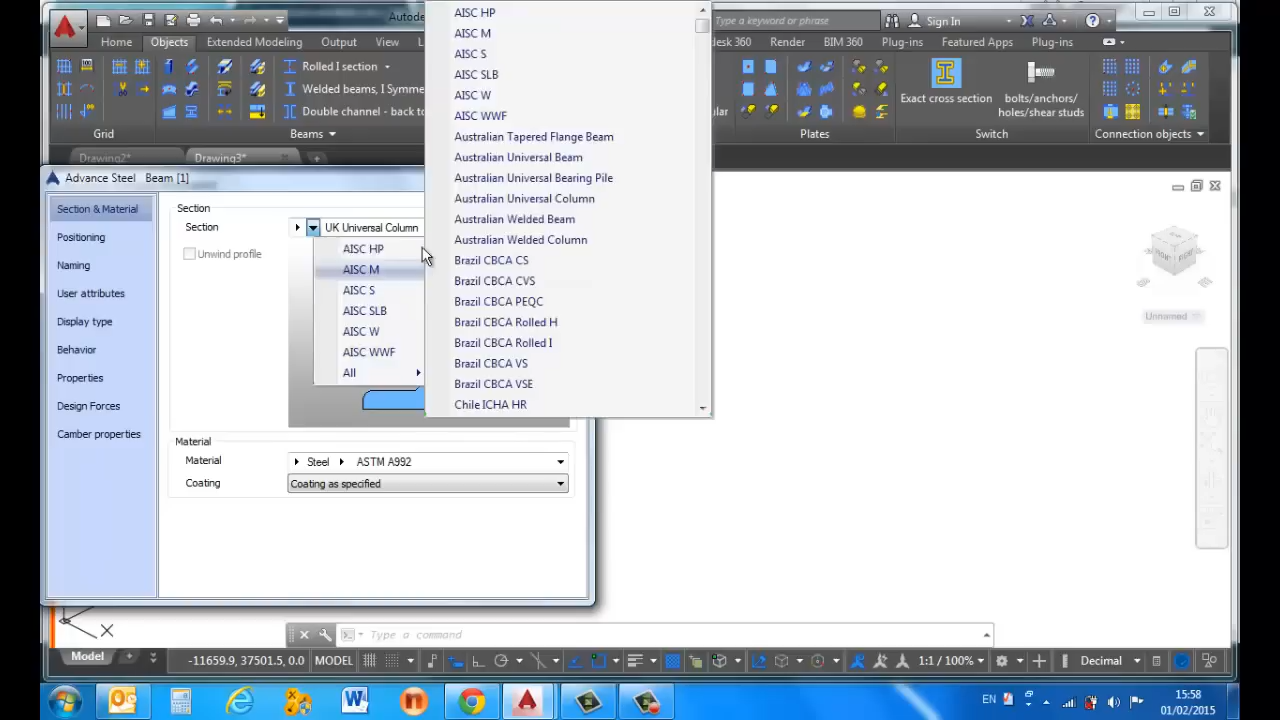 Autode
Type a keyword or phrase
Sign In
Home
Objects
Extended Modeling
Output
View
desk 360
Render
BIM 360
Plug-ins
Featured Apps
Plug-ins
Rolled I section
Welded beams, I Symme
Double channel - back t
Exact cross section
bolts/anchors/
holes/shear studs
Grid
Beams
Plates
Switch
Connection objects
Drawing2*
Drawing3*
AISC HP
AISC M
AISC S
AISC SLB
AISC W
AISC WWF
Australian Tapered Flange Beam
Australian Universal Beam
Australian Universal Bearing Pile
Australian Universal Column
Australian Welded Beam
Australian Welded Column
Brazil CBCA CS
Brazil CBCA CVS
Brazil CBCA PEQC
Brazil CBCA Rolled H
Brazil CBCA Rolled I
Brazil CBCA VS
Brazil CBCA VSE
Chile ICHA HR
Advance Steel Beam [1]
Section & Material
Positioning
Naming
User attributes
Display type
Behavior
Properties
Design Forces
Camber properties
Section
Section
UK Universal Column
Unwind profile
AISC HP
AISC M
AISC S
AISC SLB
AISC W
AISC WWF
All
Material
Material
Steel
ASTM A992
Coating
Coating as specified
FRONT
Unnamed
X
Type a command
Model
-11659.9, 37501.5, 0.0
MODEL
1:1 / 100%
Decimal
EN
15:58
01/02/2015